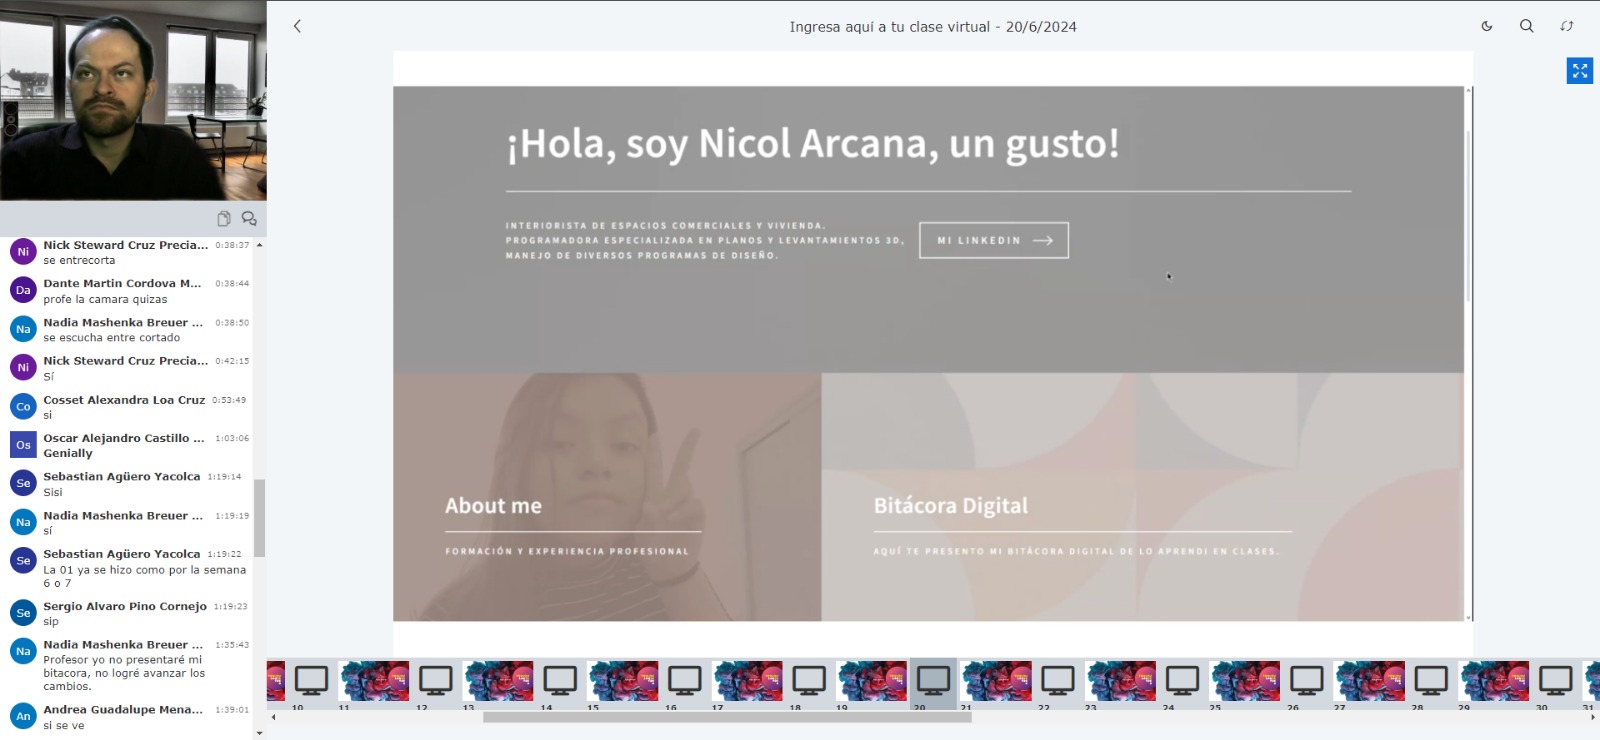 Ingresa aquí a tu clase virtual - 20/6/2024
Ni
Nick Steward Cruz Precia... 0:38:37
se entrecorta
Da
Dante Martin Cordova M... 0:38:44
profe la camara quizas
Na
Nadia Mashenka Breuer ... 0:38:50
se escucha entre cortado
Ni
Nick Steward Cruz Precia... 0:42:15
Sí
Co
Cosset Alexandra Loa Cruz 0:53:49
si
Os
Oscar Alejandro Castillo ... 1:03:06
Genially
Se
Sebastian Agüero Yacolca 1:19:14
Sisi
Na
Nadia Mashenka Breuer ... 1:19:19
sí
Se
Sebastian Agüero Yacolca 1:19:22
La 01 ya se hizo como por la semana
6 o 7
Se
Sergio Alvaro Pino Cornejo 1:19:23
sip
Na
Nadia Mashenka Breuer ... 1:35:43
Profesor yo no presentaré mi
bitacora, no logré avanzar los
cambios.
An
Andrea Guadalupe Mena... 1:39:01
si se ve
¡Hola, soy Nicol Arcana, un gusto!
INTERIORISTA DE ESPACIOS COMERCIALES Y VIVIENDA.
PROGRAMADORA ESPECIALIZADA EN PLANOS Y LEVANTAMIENTOS 3D,
MANEJO DE DIVERSOS PROGRAMAS DE DISEÑO.
MI LINKEDIN
About me
FORMACIÓN Y EXPERIENCIA PROFESIONAL
Bitácora Digital
AQUÍ TE PRESENTO MI BITÁCORA DIGITAL DE LO APRENDI EN CLASES.
10 11 12 13 14 15 16 17 18 19 20 21 22 23 24 25 26 27 28 29 30 31